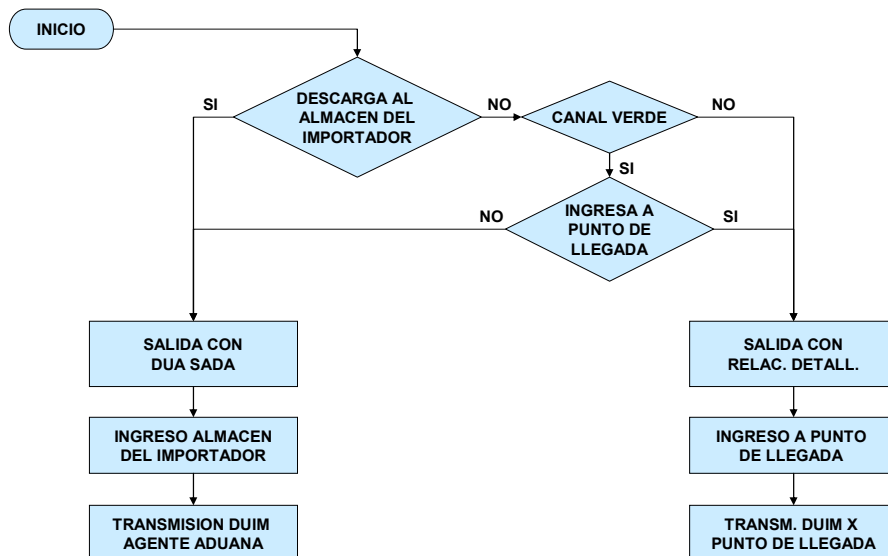 INICIO
SI
DESCARGA AL
ALMACEN DEL
IMPORTADOR
NO
CANAL VERDE
NO
SI
NO
INGRESA A
PUNTO DE
LLEGADA
SI
SALIDA CON
DUA SADA
SALIDA CON
RELAC. DETALL.
INGRESO ALMACEN
DEL IMPORTADOR
INGRESO A PUNTO
DE LLEGADA
TRANSMISION DUIM
AGENTE ADUANA
TRANSM. DUIM X
PUNTO DE LLEGADA